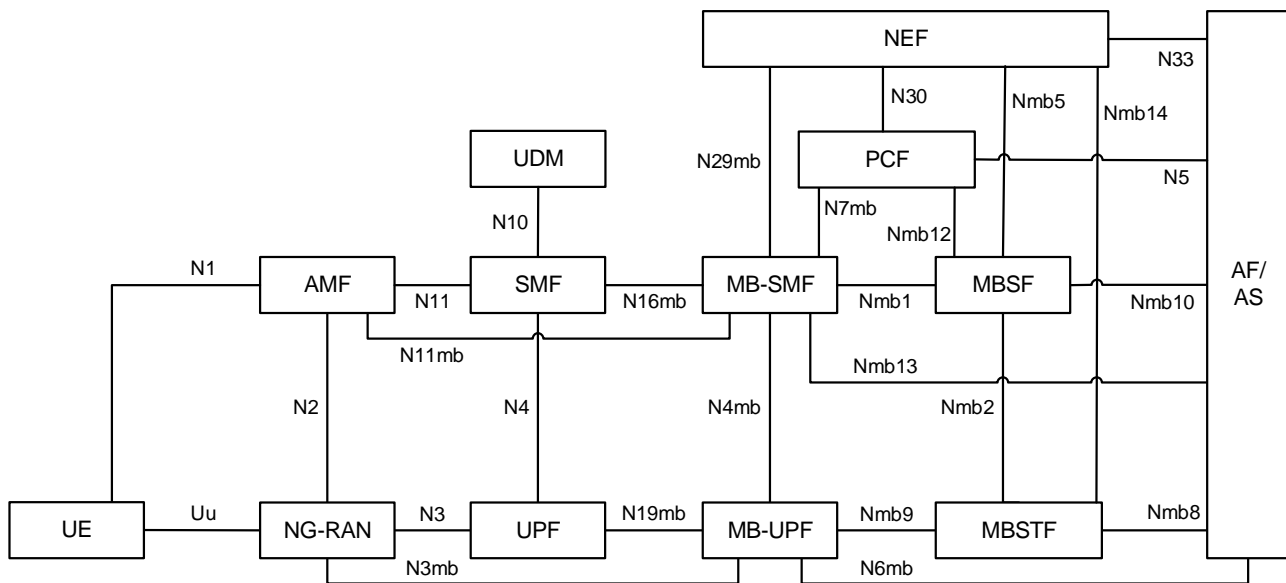 NEF
N33
N30
Nmb5
Nmb14
UDM
N29mb
PCF
N5
N10
N7mb
Nmb12
N1
AMF
N11
SMF
N16mb
MB-SMF
Nmb1
MBSF
Nmb10
AF/
AS
N11mb
Nmb13
N2
N4
N4mb
Nmb2
UE
Uu
NG-RAN
N3
UPF
N19mb
MB-UPF
Nmb9
MBSTF
Nmb8
N3mb
N6mb